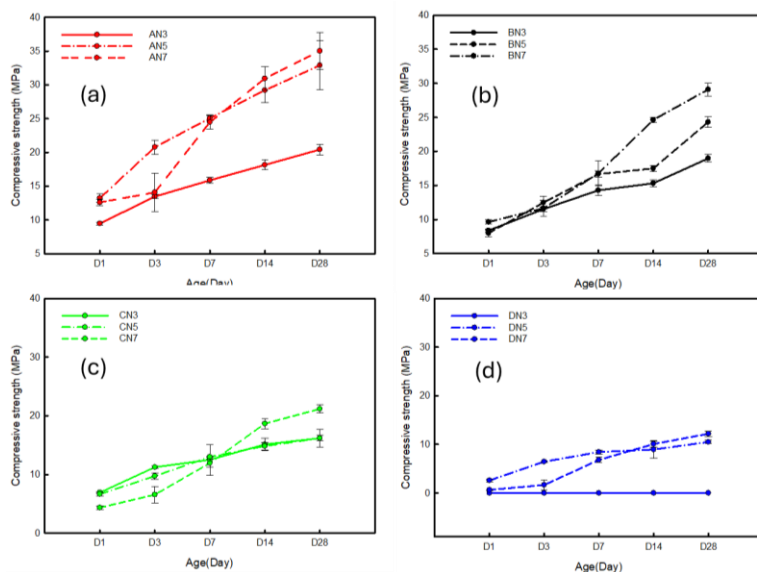 AN3
AN5
AN7
(a)
Compressive strength (MPa)
40
35
30
25
20
15
10
5
D1 D3 D7 D14 D28
Age(Day)
BN3
BN5
BN7
(b)
Compressive strength (MPa)
40
35
30
25
20
15
10
5
D1 D3 D7 D14 D28
Age(Day)
CN3
CN5
CN7
(c)
Compressive strength (MPa)
40
30
20
10
0
D1 D3 D7 D14 D28
Age(Day)
DN3
DN5
DN7
(d)
Compressive strength (MPa)
40
30
20
10
0
D1 D3 D7 D14 D28
Age(Day)